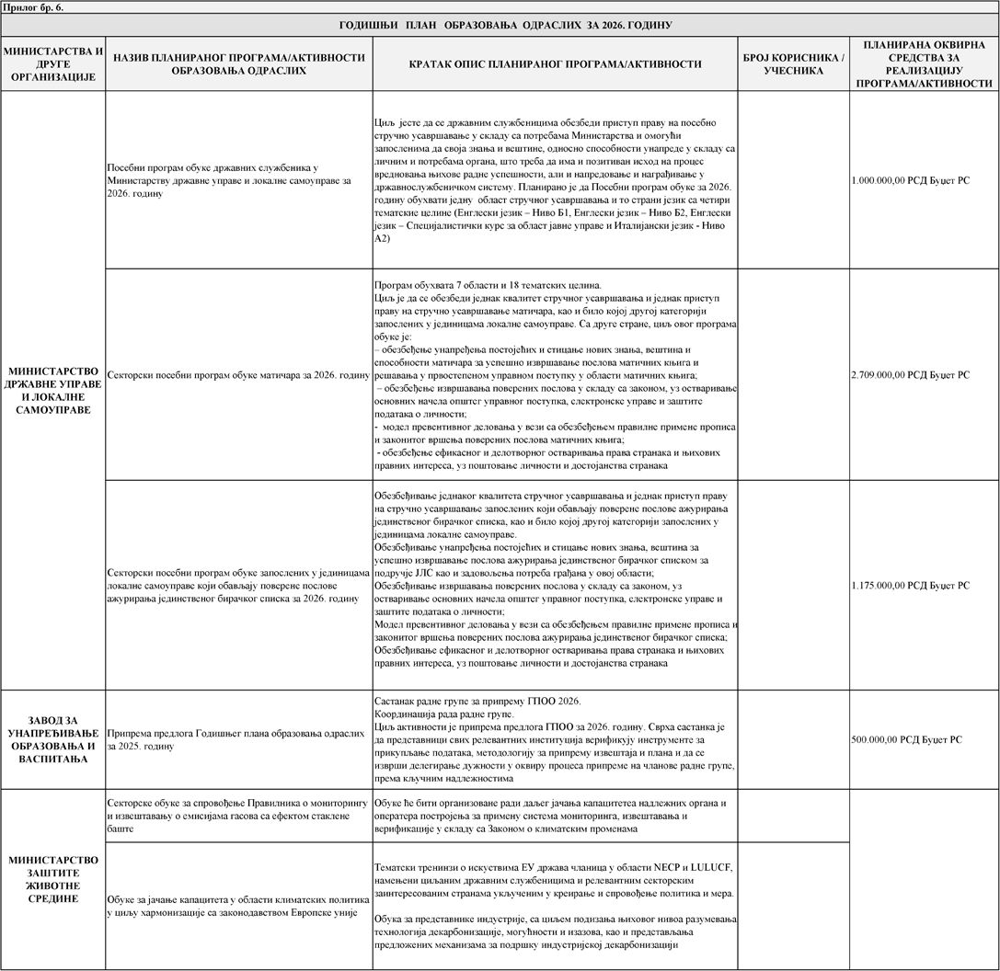 Прилог бр. 6.
ГОДИШЊИ ПЛАН ОБРАЗОВАЊА ОДРАСЛИХ ЗА 2026. ГОДИНУ
МИНИСТАРСТВА И
ДРУГЕ
ОРГАНИЗАЦИЈЕ
НАЗИВ ПЛАНИРАНОГ ПРОГРАМА/АКТИВНОСТИ
ОБРАЗОВАЊА ОДРАСЛИХ
КРАТАК ОПИС ПЛАНИРАНОГ ПРОГРАМА/АКТИВНОСТИ
БРОЈ КОРИСНИКА /
УЧЕСНИКА
ПЛАНИРАНА ОКВИРНА
СРЕДСТВА ЗА
РЕАЛИЗАЦИЈУ
ПРОГРАМА/АКТИВНОСТИ
МИНИСТАРСТВО
ДРЖАВНЕ УПРАВЕ
И ЛОКАЛНЕ
САМОУПРАВЕ
Посебни програм обуке државних службеника у
Министарству државне управе и локалне самоуправе за
2026. годину
Циљ јесте да се државним службеницима обезбеди приступ праву на посебно
стручно усавршавање у складу са потребама Министарства и омогући
запосленима да своја знања и вештине, односно способности унапреде у складу са
личним и потребама органа, што треба да има и позитиван исход на процес
вредновања њихове радне успешности, али и напредовање и награђивање у
државнослужбеничком систему. Планирано је да Посебни програм обуке за 2026.
годину обухвати једну област стручног усавршавања и то страни језик са четири
тематске целине (Енглески језик – Ниво Б1, Енглески језик – Ниво Б2, Енглески
језик – Специјалистички курс за област јавне управе и Италијански језик - Ниво
А2)
1.000.000,00 РСД Буџет РС
Секторски посебни програм обуке матичара за 2026. годину
Програм обухвата 7 области и 18 тематских целина.
Циљ је да се обезбеди једнак квалитет стручног усавршавања и једнак приступ
праву на стручно усавршавање матичара, као и било којој другој категорији
запослених у јединицама локалне самоуправе. Са друге стране, циљ овог програма
обуке је:
– обезбеђење унапређења постојећих и стицање нових знања, вештина и
способности матичара за успешно извршавање послова матичних књига и
решавања у првостепеном управном поступку у области матичних књига;
– обезбеђење извршавања поверених послова у складу са законом, уз остваривање
основних начела општег управног поступка, електронске управе и заштите
података о личности;
- модел превентивног деловања у вези са обезбеђењем правилне примене прописа
и законитог вршења поверених послова матичних књига;
- обезбеђење ефикасног и делотворног остваривања права странака и њихових
правних интереса, уз поштовање личности и достојанства странака
2.709.000,00 РСД Буџет РС
Секторски посебни програм обуке запослених у јединицама
локалне самоуправе који обављају поверене послове
ажурирања јединственог бирачког списка за 2026. годину
Обезбеђивање једнаког квалитета стручног усавршавања и једнак приступ праву
на стручно усавршавање запослених који обављају поверене послове ажурирања
јединственог бирачког списка, као и било којој другој категорији запослених у
јединицама локалне самоуправе.
Обезбеђивање унапређења постојећих и стицање нових знања, вештина за
успешно извршавање послова ажурирања јединственог бирачког списком за
подручје ЈЛС као и задовољења потреба грађана у овој области;
Обезбеђивање извршавања поверених послова у складу са законом, уз
остваривање основних начела општег управног поступка, електронске управе и
заштите података о личности;
Модел превентивног деловања у вези са обезбеђењем правилне примене прописа и
законитог вршења поверених послова ажурирања јединственог бирачког списка;
Обезбеђивање ефикасног и делотворног остваривања права странака и њихових
правних интереса, уз поштовање личности и достојанства странака
1.175.000,00 РСД Буџет РС
ЗАВОД ЗА
УНАПРЕЂИВАЊЕ
ОБРАЗОВАЊА И
ВАСПИТАЊА
Припрема предлога Годишњег плана образовања одраслих
за 2025. годину
Састанак радне групе за припрему ГПОО 2026.
Координација рада радне групе.
Циљ активности је припрема предлога ГПОО за 2026. годину. Сврха састанка је
да представници свих релевантних институција верификују инструменте за
прикупљање података, методологију за припрему извештаја и плана и да се
изврши делегирање дужности у оквиру процеса припреме на чланове радне групе,
према кључним надлежностима
500.000,00 РСД Буџет РС
МИНИСТАРСТВО
ЗАШТИТЕ
ЖИВОТНЕ
СРЕДИНЕ
Секторске обуке за спровођење Правилника о мониторингу
и извештавању о емисијама гасова са ефектом стаклене
баште
Обуке ће бити организоване ради даљег јачања капацитета надлежних органа и
оператера постројења за примену система мониторинга, извештавања и
верификације у складу са Законом о климатским променама
Обуке за јачање капацитета у области климатских политика
у циљу хармонизације са законодавством Европске уније
Тематски тренинзи о искуствима ЕУ држава чланица у области NECP и LULUCF,
намењени циљаним државним службеницима и релевантним секторским
заинтересованим странама укљученим у креирање и спровођење политика и мера.
Обука за представнике индустрије, са циљем подизања њиховог нивоа разумевања
технологија декарбонизације, могућности и изазова, као и представљања
предложених механизама за подршку индустријској декарбонизацији